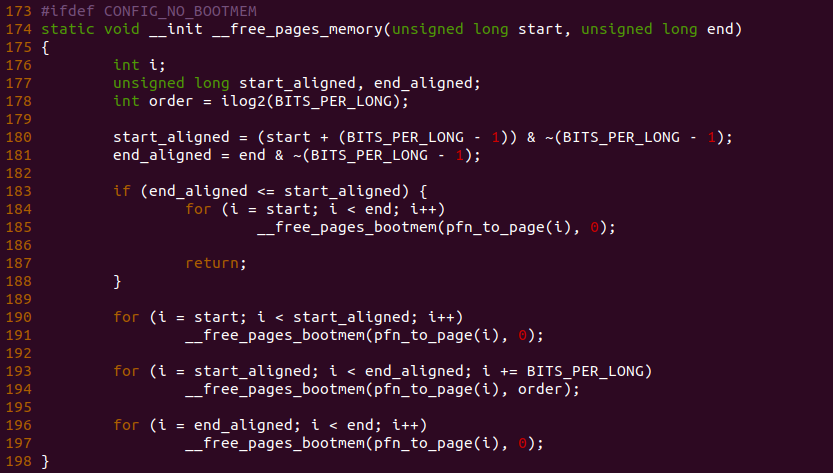 173 #ifdef CONFIG_NO_BOOTMEM
174 static void __init __free_pages_memory(unsigned long start, unsigned long end)
175 {
176         int i;
177         unsigned long start_aligned, end_aligned;
178         int order = ilog2(BITS_PER_LONG);
179
180         start_aligned = (start + (BITS_PER_LONG - 1)) & ~(BITS_PER_LONG - 1);
181         end_aligned = end & ~(BITS_PER_LONG - 1);
182
183         if (end_aligned <= start_aligned) {
184                 for (i = start; i < end; i++)
185                         __free_pages_bootmem(pfn_to_page(i), 0);
186
187                 return;
188         }
189
190         for (i = start; i < start_aligned; i++)
191                 __free_pages_bootmem(pfn_to_page(i), 0);
192
193         for (i = start_aligned; i < end_aligned; i += BITS_PER_LONG)
194                 __free_pages_bootmem(pfn_to_page(i), order);
195
196         for (i = end_aligned; i < end; i++)
197                 __free_pages_bootmem(pfn_to_page(i), 0);
198 }